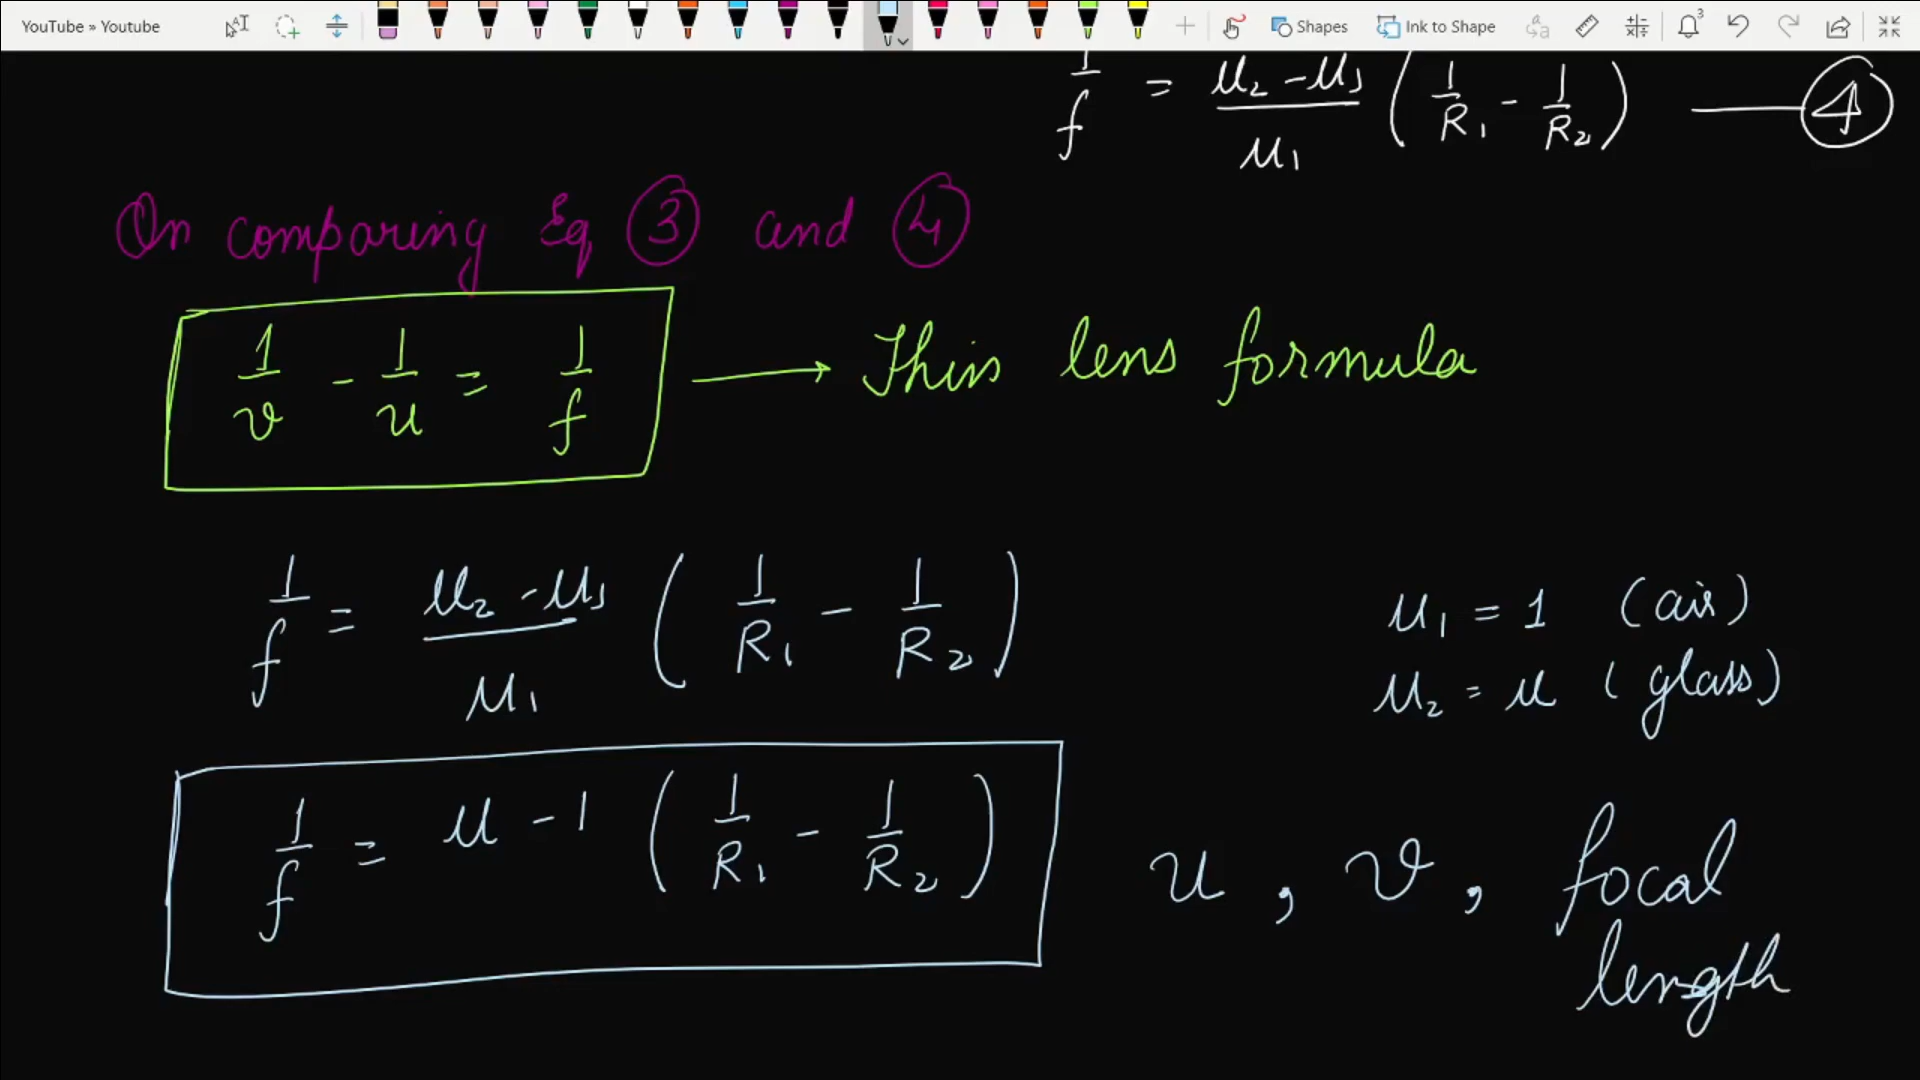 YouTube » Youtube
Shapes
Ink to Shape
3
1/f = μ₂ - μ₁/μ₁ (1/R₁ - 1/R₂) — ④
On comparing Eq ③ and ④
1/v - 1/u = 1/f → Thin lens formula
1/f = μ₂ - μ₁/μ₁ (1/R₁ - 1/R₂)
μ₁ = 1 (air)
μ₂ = μ (glass)
1/f = μ - 1 (1/R₁ - 1/R₂)
u , v , focal
length